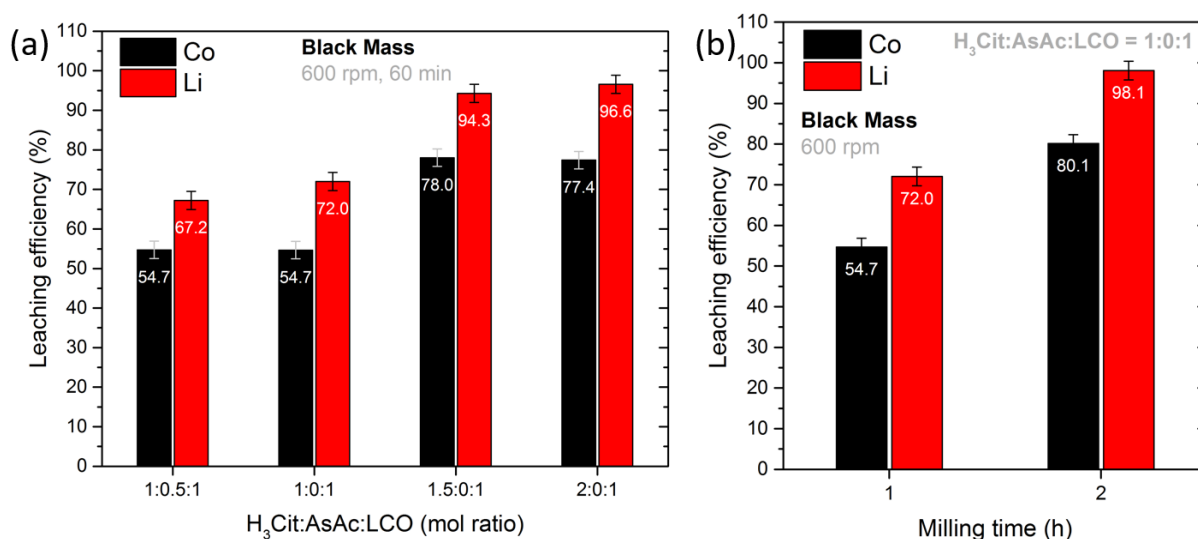 (a)
Co
Li
Black Mass
600 rpm, 60 min
110
100
90
80
70
60
50
40
30
20
10
0
Leaching efficiency (%)
54.7
67.2
54.7
72.0
78.0
94.3
77.4
96.6
1:0.5:1
1:0:1
1.5:0:1
2:0:1
H₃Cit:AsAc:LCO (mol ratio)
(b)
Co
Li
H₃Cit:AsAc:LCO = 1:0:1
Black Mass
600 rpm
110
100
90
80
70
60
50
40
30
20
10
0
Leaching efficiency (%)
54.7
72.0
80.1
98.1
1
2
Milling time (h)